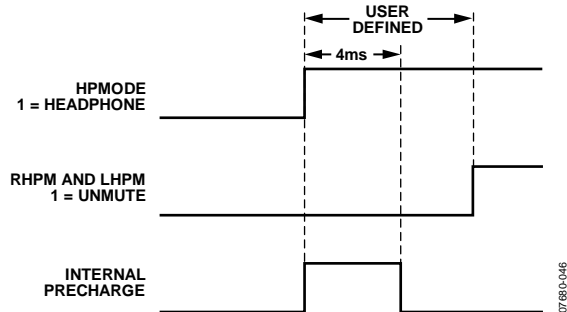 USER
DEFINED
4ms
HPMODE
1 = HEADPHONE
RHPM AND LHPM
1 = UNMUTE
INTERNAL
PRECHARGE
07680-046